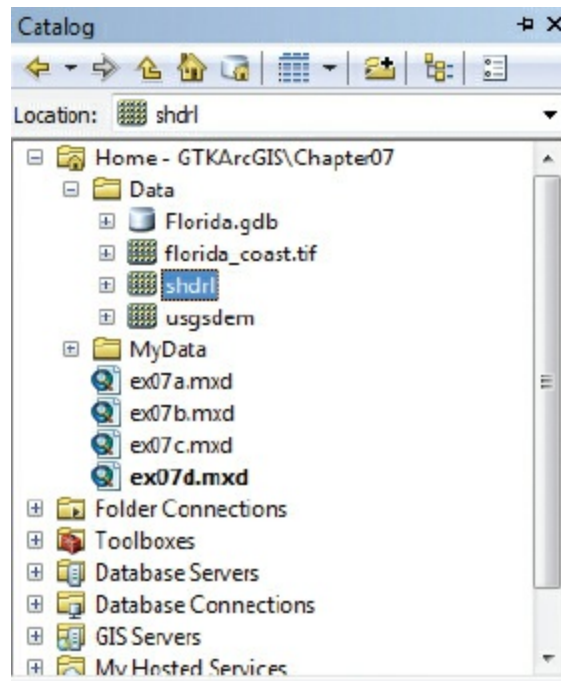 Catalog
Location: shdrl
Home - GTKArcGIS\Chapter07
Data
Florida.gdb
florida_coast.tif
shdrl
usgsdem
MyData
ex07a.mxd
ex07b.mxd
ex07c.mxd
ex07d.mxd
Folder Connections
Toolboxes
Database Servers
Database Connections
GIS Servers
My Hosted Services